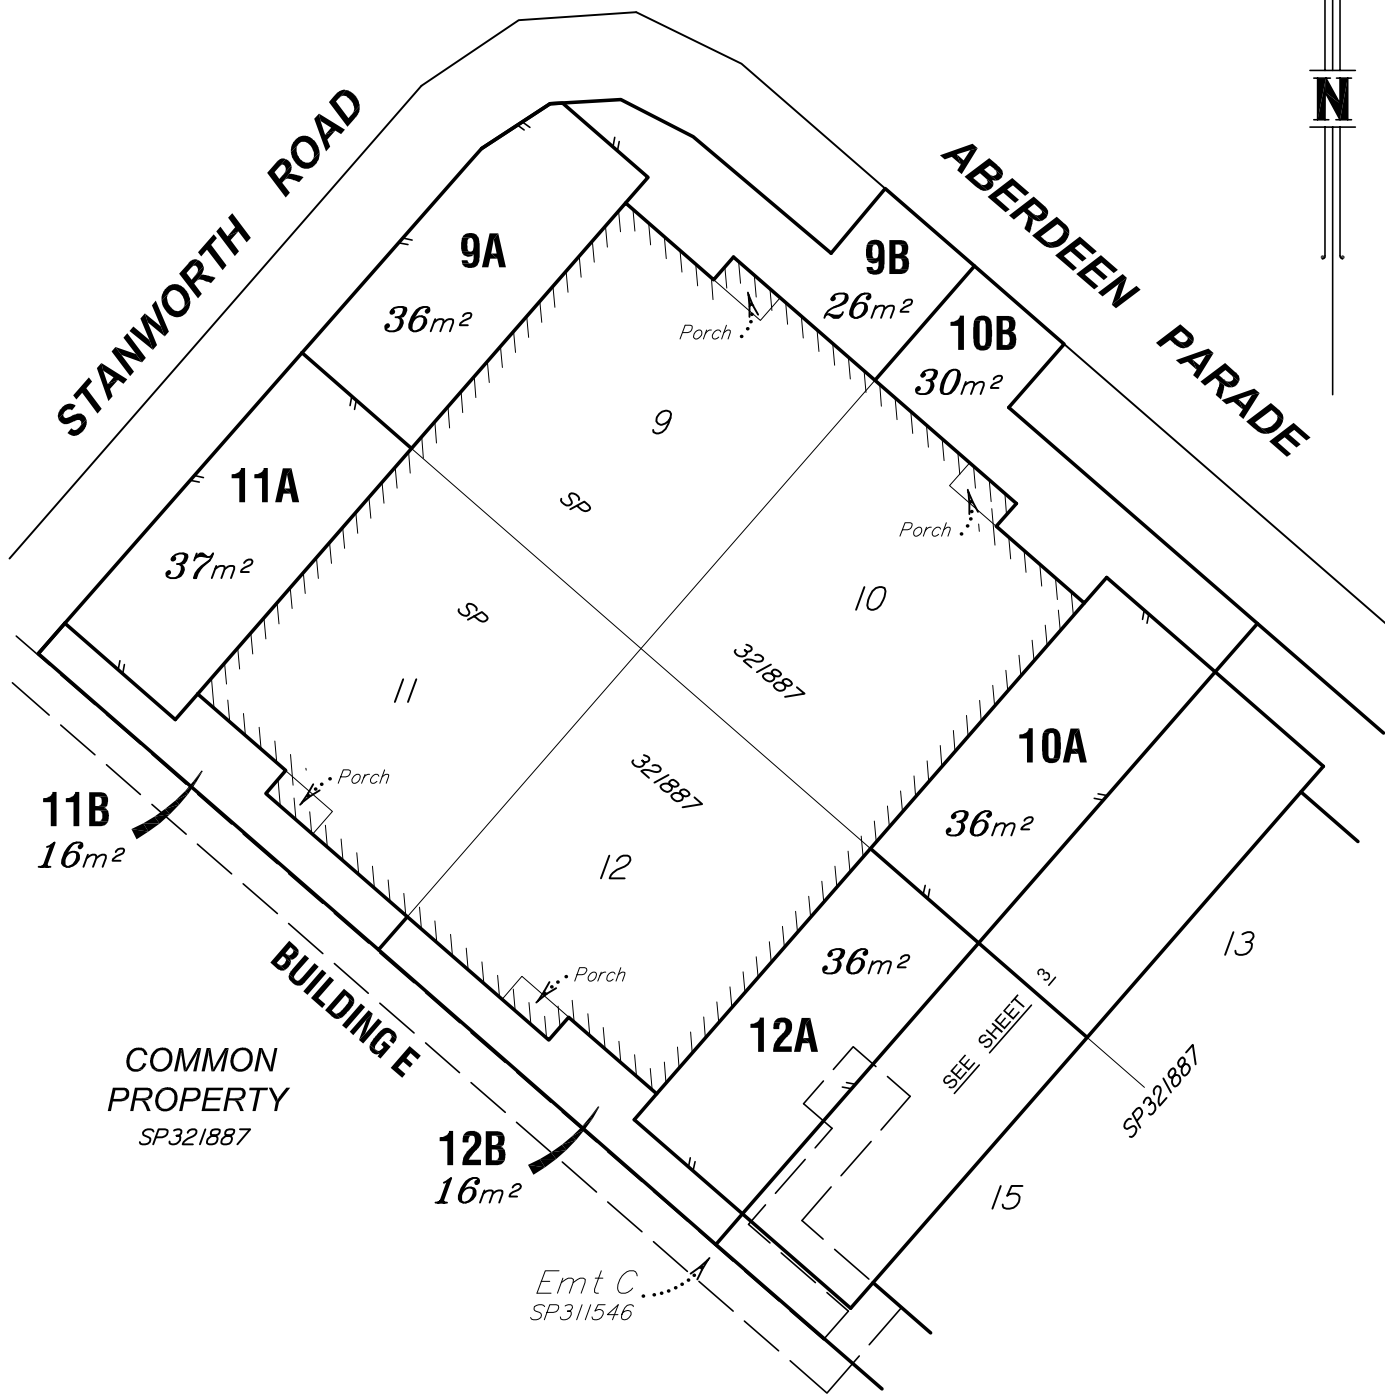 N
STANWORTH ROAD
ABERDEEN PARADE
9A
36m²
9B
26m²
10B
30m²
Porch
9
SP
11A
37m²
Porch
10
SP
321887
11
10A
36m²
321887
Porch
11B
16m²
12
13
36m²
Porch
12A
SEE SHEET 3
BUILDING E
COMMON
PROPERTY
SP321887
SP321887
12B
16m²
15
Emt C
SP311546